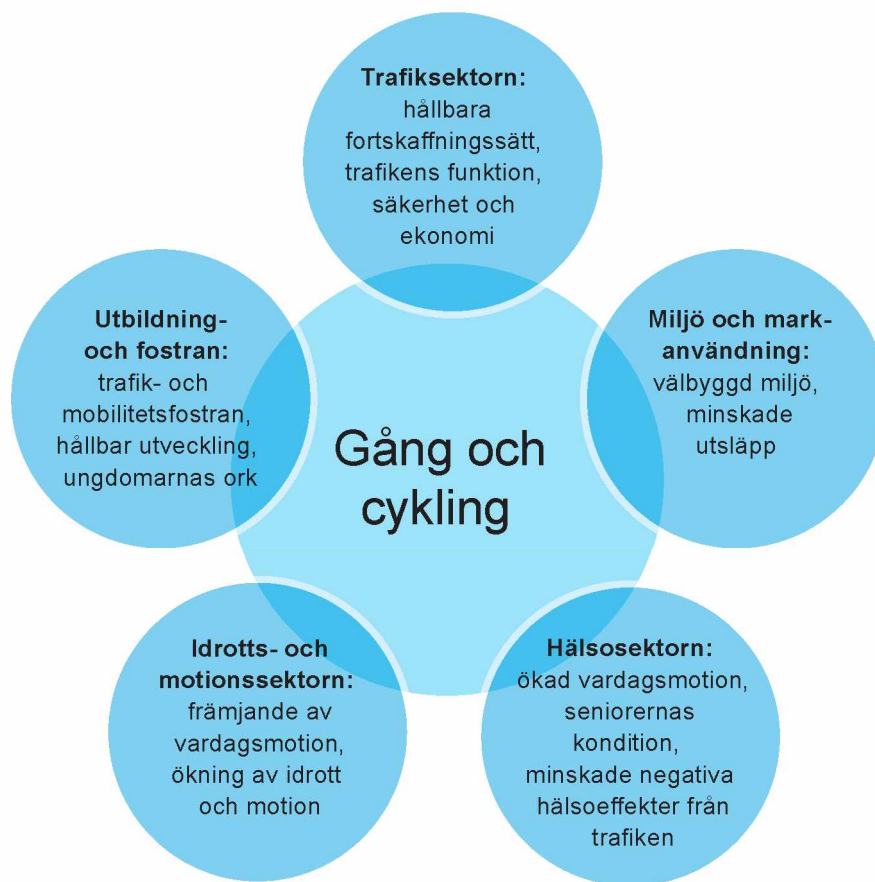 Trafiksektorn:
hållbara
fortskaffningssätt,
trafikens funktion,
säkerhet och
ekonomi
Utbildning-
och fostran:
trafik- och
mobilitetsfostran,
hållbar utveckling,
ungdomarnas ork
Miljö och mark-
användning:
välbyggd miljö,
minskade
utsläpp
Gång och
cykling
Idrotts- och
motionssektorn:
främjande av
vardagsmotion,
ökning av idrott
och motion
Hälsosektorn:
ökad vardagsmotion,
seniorernas
kondition,
minskade negativa
hälsoeffekter från
trafiken